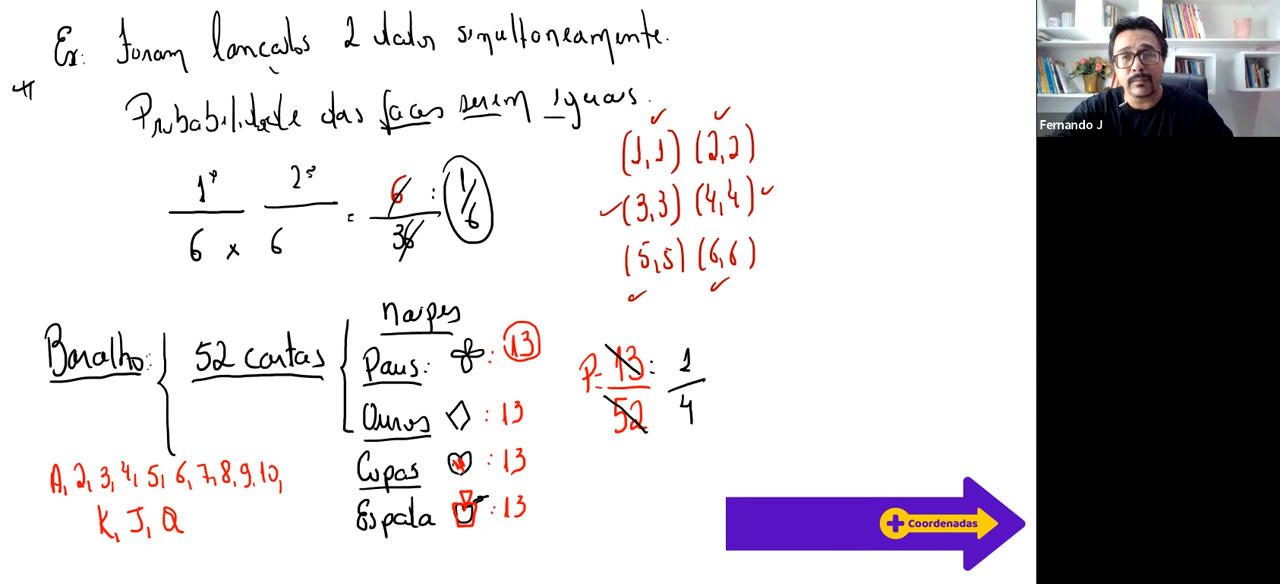 Ex: Foram lançados 2 dados simultoneamente.
Probabilidade das faces serem iguais.
1º 2º
6 x 6 = 6/36 : 1/6
(1,1) (2,2)
(3,3) (4,4)
(5,5) (6,6)
Baralho: 52 cartas
Naipes
Paus: : 13
Ouros : 13
Copas : 13
Espada : 13
A, 2, 3, 4, 5, 6, 7, 8, 9, 10,
K, J, Q
P = 13/52 : 1/4
Fernando J
+ Coordenadas